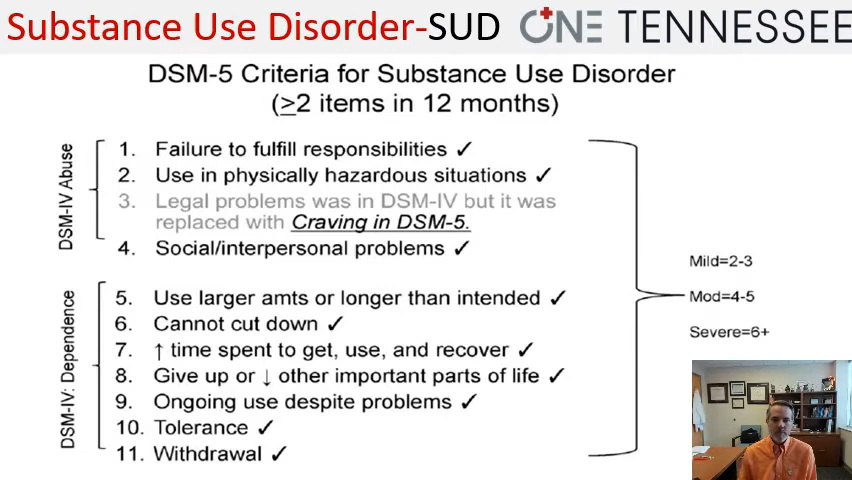 Substance Use Disorder-SUD
ONE TENNESSEE
DSM-5 Criteria for Substance Use Disorder
(≥2 items in 12 months)
DSM-IV Abuse
1. Failure to fulfill responsibilities ✓
2. Use in physically hazardous situations ✓
3. Legal problems was in DSM-IV but it was
replaced with Craving in DSM-5.
4. Social/interpersonal problems ✓
DSM-IV: Dependence
5. Use larger amts or longer than intended ✓
6. Cannot cut down ✓
7. ↑ time spent to get, use, and recover ✓
8. Give up or ↓ other important parts of life ✓
9. Ongoing use despite problems ✓
10. Tolerance ✓
11. Withdrawal ✓
Mild=2-3
Mod=4-5
Severe=6+